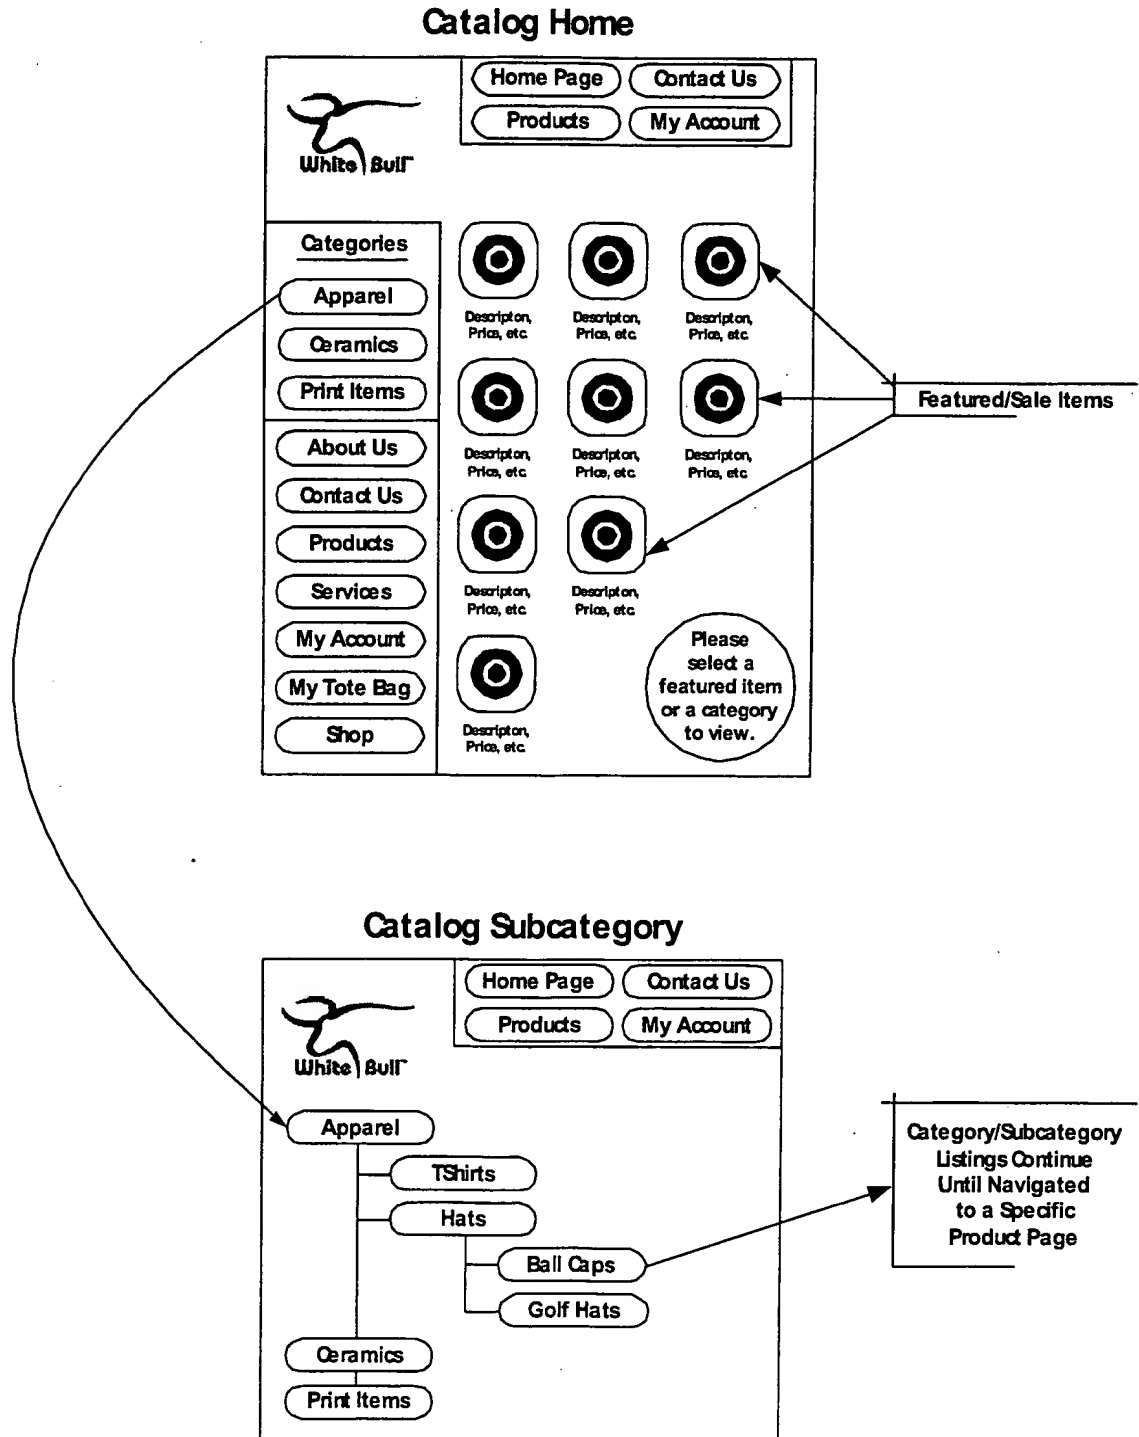 Catalog Home
Home Page
Contact Us
Products
My Account
White Bull™
Categories
Apparel
Ceramics
Print Items
About Us
Contact Us
Products
Services
My Account
My Tote Bag
Shop
Descripton,
Price, etc.
Descripton,
Price, etc.
Descripton,
Price, etc.
Descripton,
Price, etc.
Descripton,
Price, etc.
Descripton,
Price, etc.
Descripton,
Price, etc.
Descripton,
Price, etc.
Descripton,
Price, etc.
Please
select a
featured item
or a category
to view.
Featured/Sale Items
Catalog Subcategory
Home Page
Contact Us
Products
My Account
White Bull™
Apparel
TShirts
Hats
Ball Caps
Golf Hats
Ceramics
Print Items
Category/Subcategory
Listings Continue
Until Navigated
to a Specific
Product Page